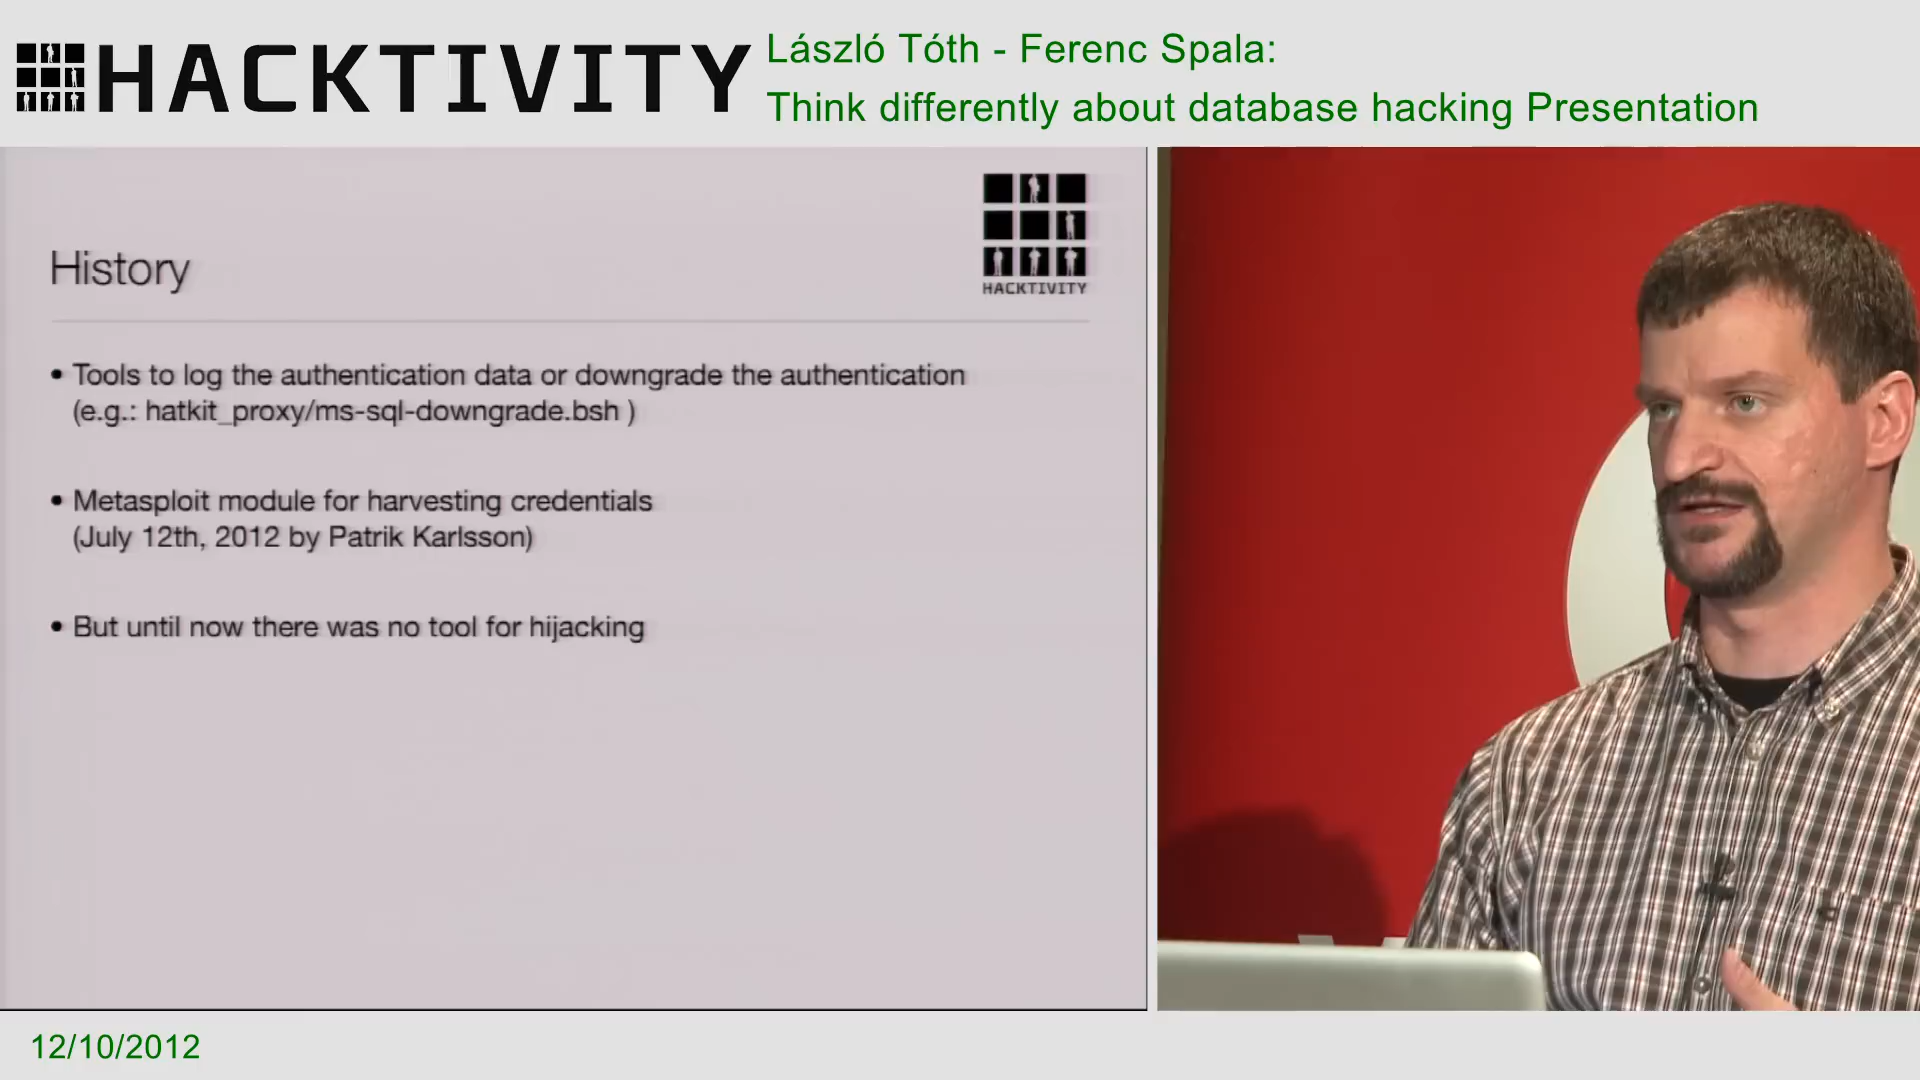 HACKTIVITY
László Tóth - Ferenc Spala:
Think differently about database hacking Presentation
HACKTIVITY
History
• Tools to log the authentication data or downgrade the authentication
(e.g.: hatkit_proxy/ms-sql-downgrade.bsh )
• Metasploit module for harvesting credentials
(July 12th, 2012 by Patrik Karlsson)
• But until now there was no tool for hijacking
12/10/2012